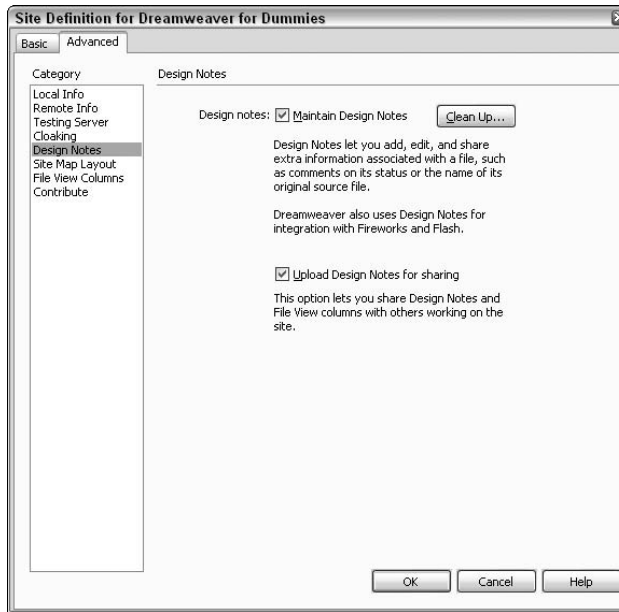 Site Definition for Dreamweaver for Dummies
Basic
Advanced
Category
Local Info
Remote Info
Testing Server
Cloaking
Design Notes
Site Map Layout
File View Columns
Contribute
Design Notes
Design notes: Maintain Design Notes Clean Up...
Design Notes let you add, edit, and share
extra information associated with a file, such
as comments on its status or the name of its
original source file.
Dreamweaver also uses Design Notes for
integration with Fireworks and Flash.
Upload Design Notes for sharing
This option lets you share Design Notes and
File View columns with others working on the
site.
OK Cancel Help